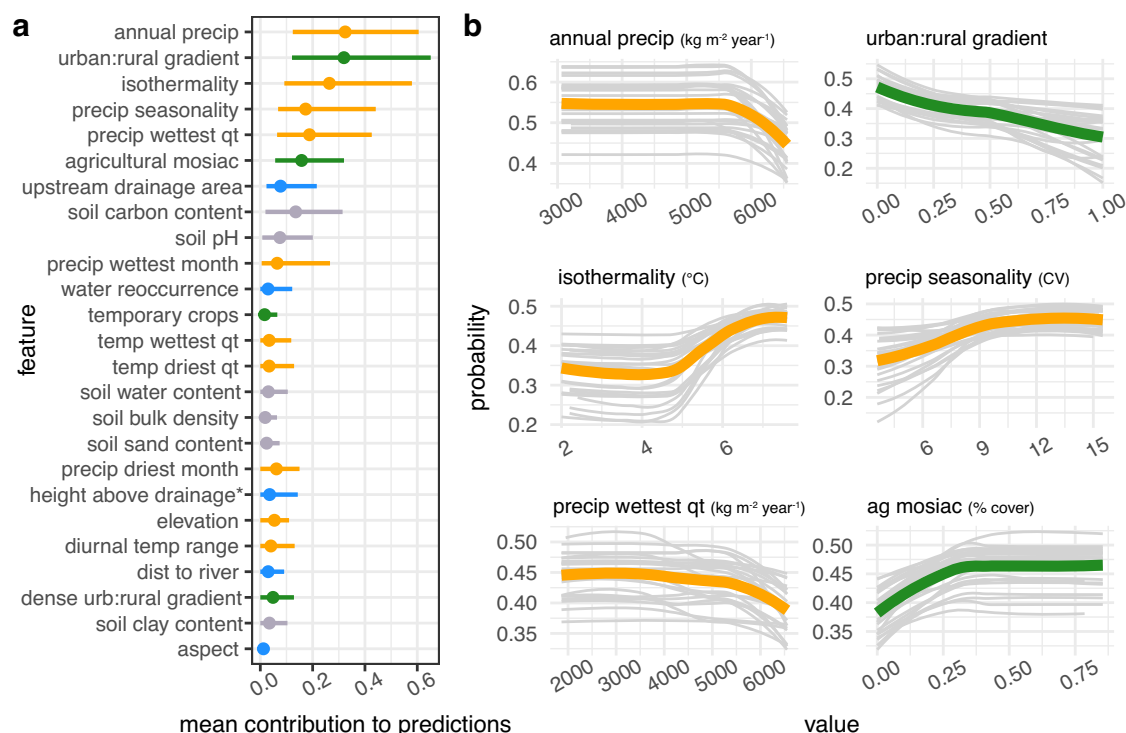 a
feature
annual precip
urban:rural gradient
isothermality
precip seasonality
precip wettest qt
agricultural mosiac
upstream drainage area
soil carbon content
soil pH
precip wettest month
water reoccurrence
temporary crops
temp wettest qt
temp driest qt
soil water content
soil bulk density
soil sand content
precip driest month
height above drainage*
elevation
diurnal temp range
dist to river
dense urb:rural gradient
soil clay content
aspect
0.0 0.2 0.4 0.6
mean contribution to predictions
b
probability
annual precip (kg m⁻² year⁻¹)
0.6
0.5
0.4
3000 4000 5000 6000
urban:rural gradient
0.5
0.4
0.3
0.2
0.00 0.25 0.50 0.75 1.00
isothermality (°C)
0.5
0.4
0.3
0.2
2 4 6
precip seasonality (CV)
0.5
0.4
0.3
0.2
6 9 12 15
precip wettest qt (kg m⁻² year⁻¹)
0.50
0.45
0.40
0.35
2000 3000 4000 5000 6000
ag mosiac (% cover)
0.50
0.45
0.40
0.35
0.00 0.25 0.50 0.75
value